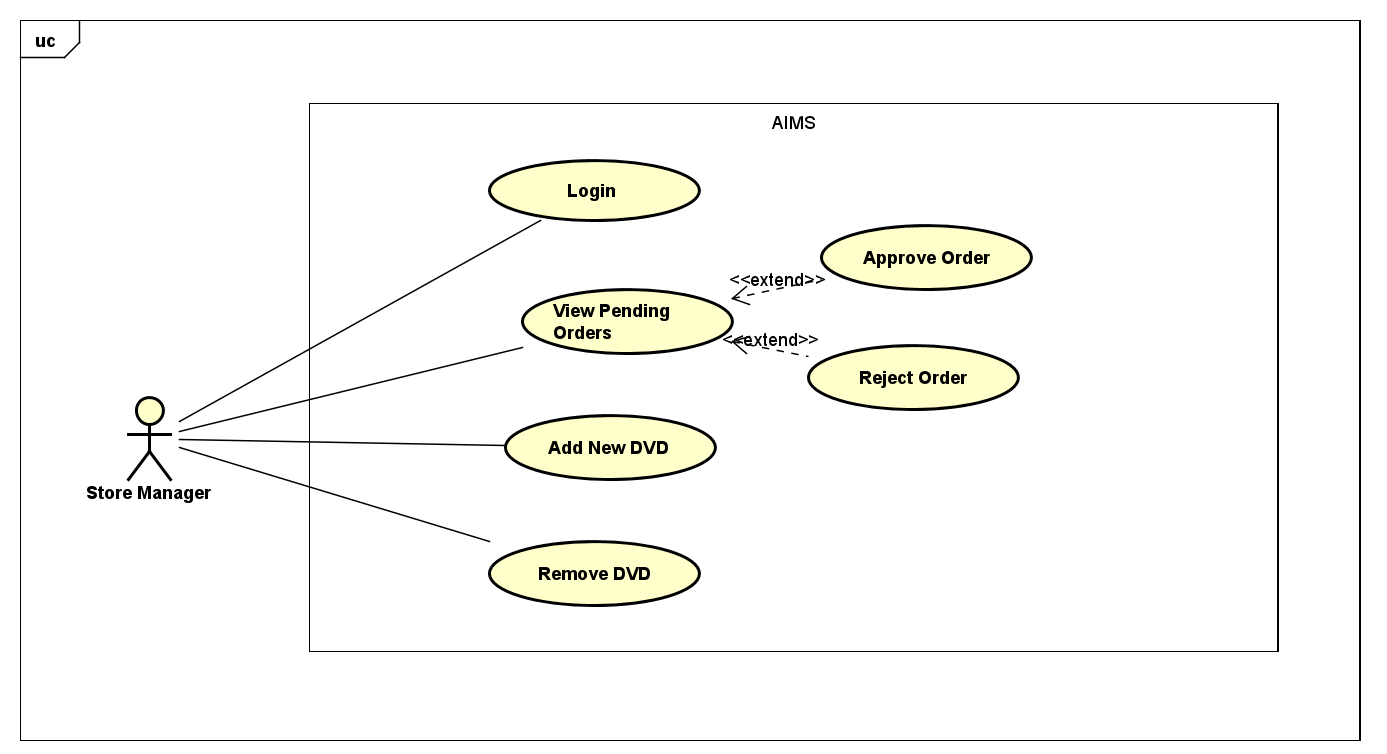 uc
AIMS
Login
Approve Order
<<extend>>
View Pending
Orders
<<extend>>
Reject Order
Add New DVD
Store Manager
Remove DVD